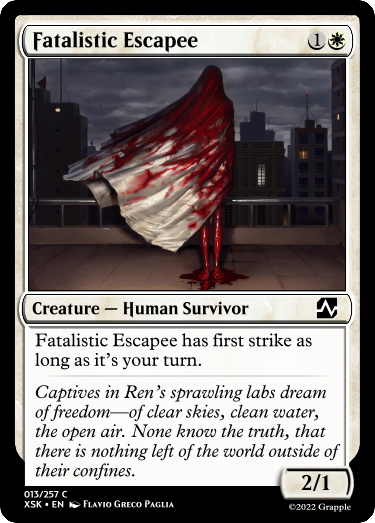 Fatalistic Escapee 1
Creature — Human Survivor
Fatalistic Escapee has first strike as
long as it's your turn.
Captives in Ren's sprawling labs dream
of freedom—of clear skies, clean water,
the open air. None know the truth, that
there is nothing left of the world outside of
their confines.
2/1
013/257 C
XSK • EN Flavio Greco Paglia
©2022 Grapple